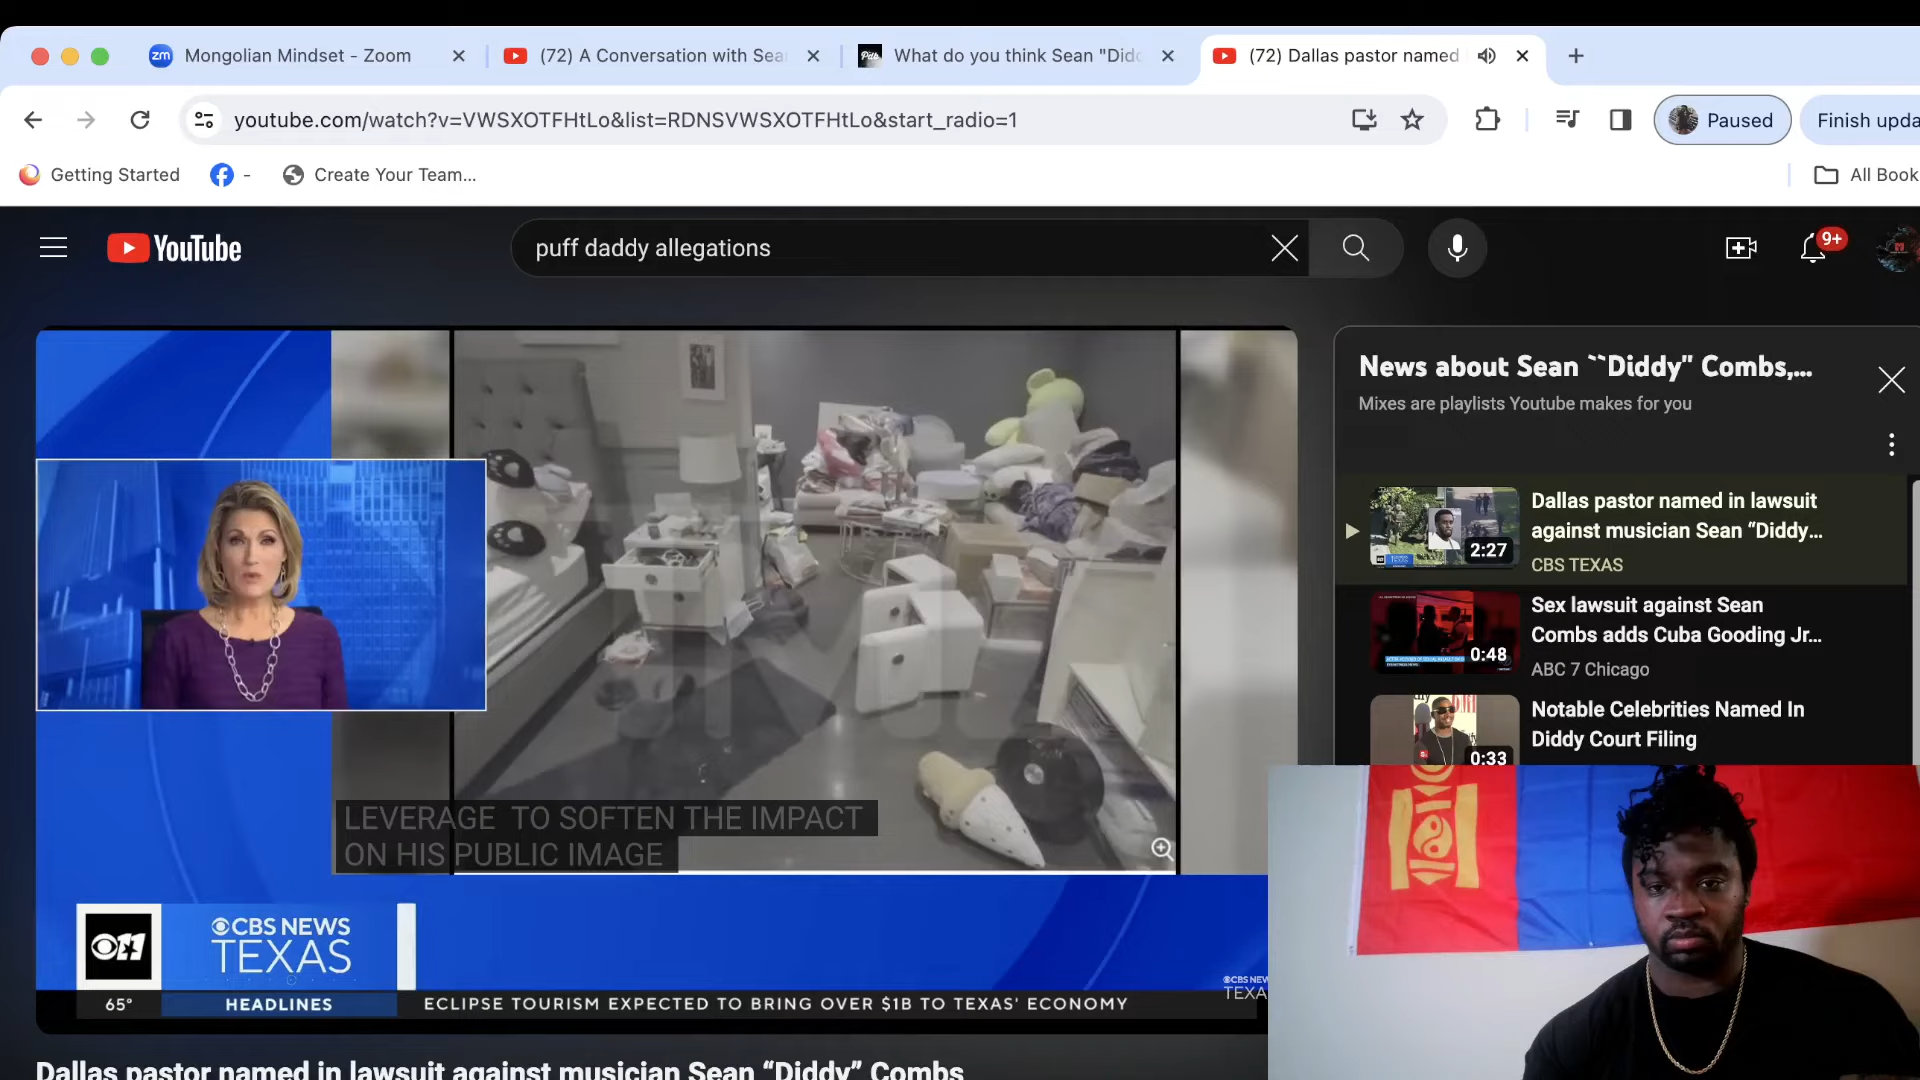 zm Mongolian Mindset - Zoom
(72) A Conversation with Sea
What do you think Sean "Didd
(72) Dallas pastor named
youtube.com/watch?v=VWSXOTFHtLo&list=RDNSVWSXOTFHtLo&start_radio=1
Paused
Finish upda
Getting Started
-
Create Your Team...
All Book
YouTube
puff daddy allegations
9+
News about Sean ``Diddy" Combs,...
Mixes are playlists Youtube makes for you
Dallas pastor named in lawsuit
against musician Sean “Diddy...
2:27
CBS TEXAS
Sex lawsuit against Sean
Combs adds Cuba Gooding Jr...
0:48
ABC 7 Chicago
Notable Celebrities Named In
Diddy Court Filing
0:33
LEVERAGE TO SOFTEN THE IMPACT
ON HIS PUBLIC IMAGE
11
CBS NEWS
TEXAS
CBS NEW
TEXA
65°
HEADLINES
ECLIPSE TOURISM EXPECTED TO BRING OVER $1B TO TEXAS' ECONOMY
Dallas pastor named in lawsuit against musician Sean “Diddy” Combs